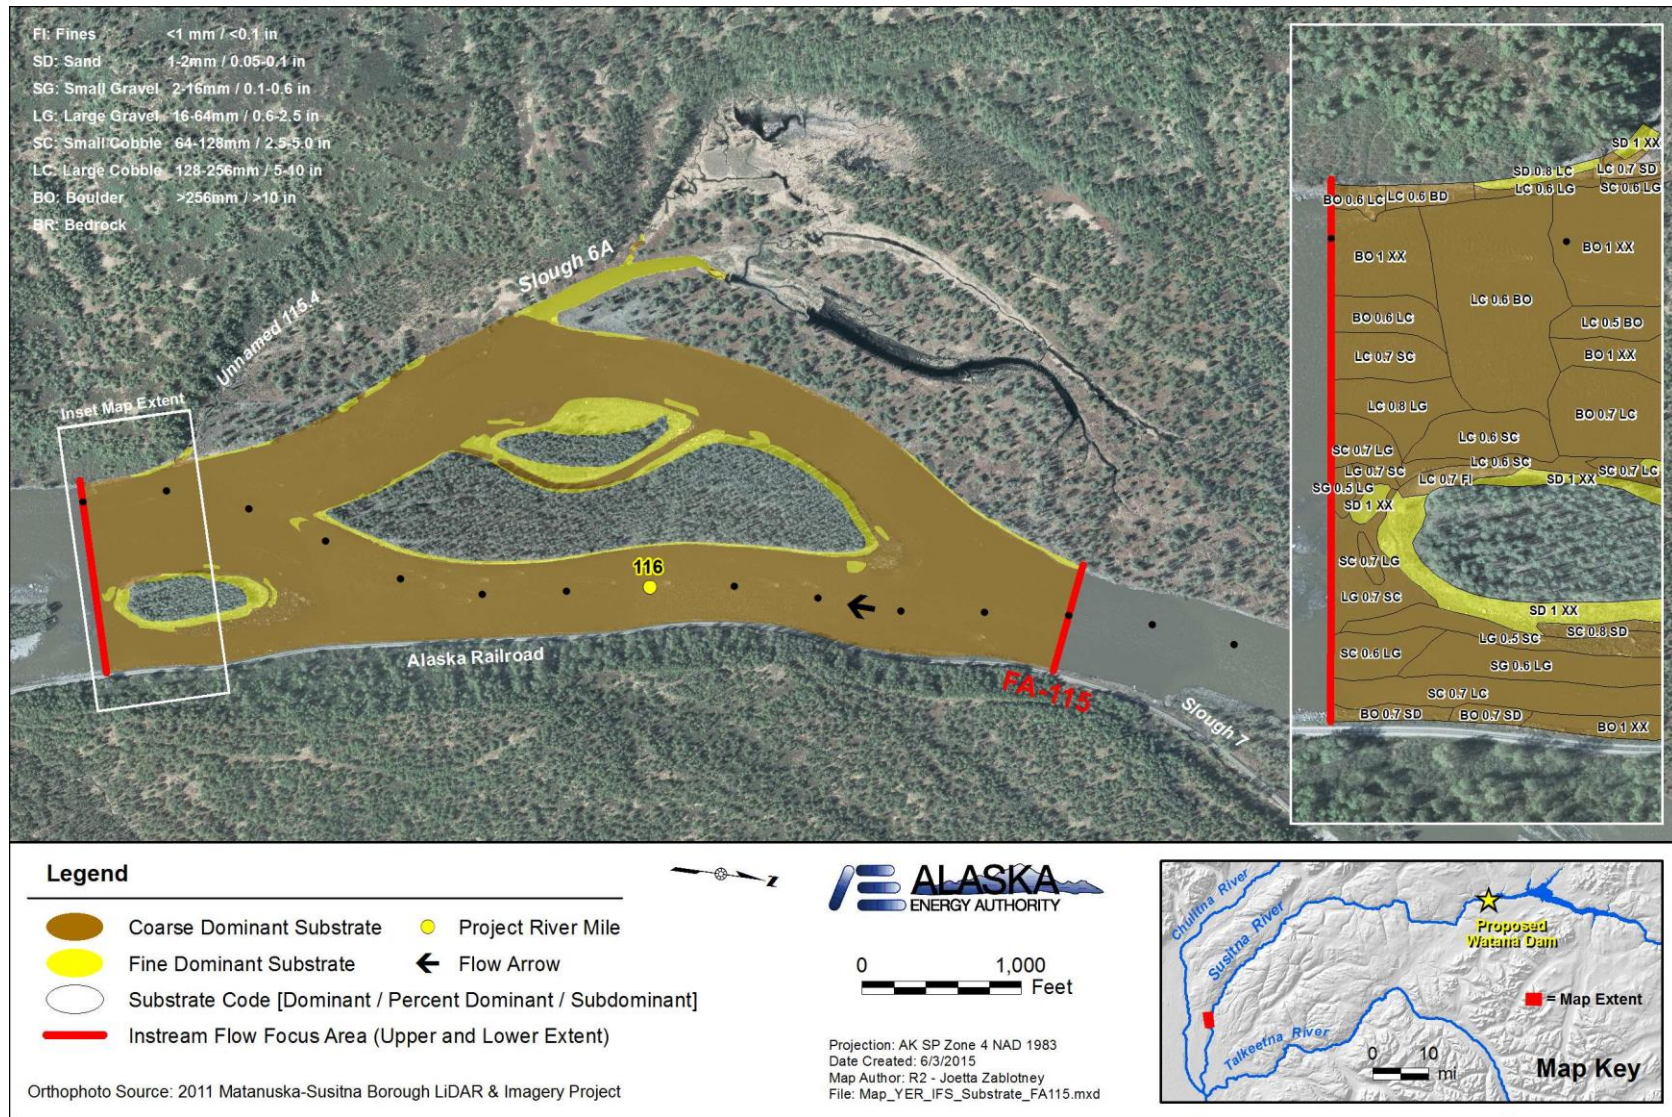 FI: Fines <1 mm / <0.1 in
SD: Sand 1-2mm / 0.05-0.1 in
SG: Small Gravel 2-16mm / 0.1-0.6 in
LG: Large Gravel 16-64mm / 0.6-2.5 in
SC: Small Cobble 64-128mm / 2.5-5.0 in
LC: Large Cobble 128-256mm / 5-10 in
BO: Boulder >256mm / >10 in
BR: Bedrock
Slough 6A
Unnamed 115.4
Inset Map Extent
116
Alaska Railroad
FA-115
Slough 7
SD 1 XX
SD 0.8 LC
LC 0.7 SD
LC 0.6 LG
SC 0.6 LG
BO 0.6 LC
LC 0.6 BD
BO 1 XX
BO 1 XX
LC 0.6 BO
BO 0.6 LC
LC 0.5 BO
LC 0.7 SC
BO 1 XX
LC 0.8 LG
BO 0.7 LC
LC 0.6 SC
SC 0.7 LG
LC 0.6 SC
LG 0.7 SC
SC 0.7 LC
LC 0.7 FI
SD 1 XX
SG 0.5 LG
SD 1 XX
SC 0.7 LG
LG 0.7 SC
SD 1 XX
SC 0.8 SD
LG 0.5 SC
SC 0.6 LG
SG 0.6 LG
SC 0.7 LC
BO 0.7 SD
BO 0.7 SD
BO 1 XX
Legend
Coarse Dominant Substrate
Project River Mile
Fine Dominant Substrate
Flow Arrow
Substrate Code [Dominant / Percent Dominant / Subdominant]
Instream Flow Focus Area (Upper and Lower Extent)
Orthophoto Source: 2011 Matanuska-Susitna Borough LiDAR & Imagery Project
Z
ALASKA
ENERGY AUTHORITY
0 1,000
Feet
Projection: AK SP Zone 4 NAD 1983
Date Created: 6/3/2015
Map Author: R2 - Joetta Zablotney
File: Map_YER_IFS_Substrate_FA115.mxd
Chulitna River
Susitna River
Proposed
Watana Dam
= Map Extent
Talkeetna River
0 10
mi
Map Key